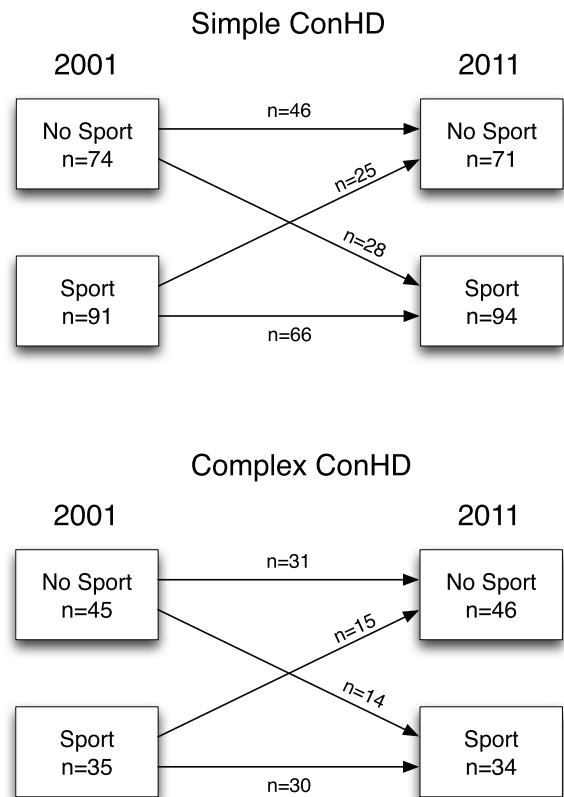 Simple ConHD
2001
2011
No Sport
n=74
n=46
No Sport
n=71
n=25
n=28
Sport
n=91
n=66
Sport
n=94
Complex ConHD
2001
2011
No Sport
n=45
n=31
No Sport
n=46
n=15
n=14
Sport
n=35
n=30
Sport
n=34